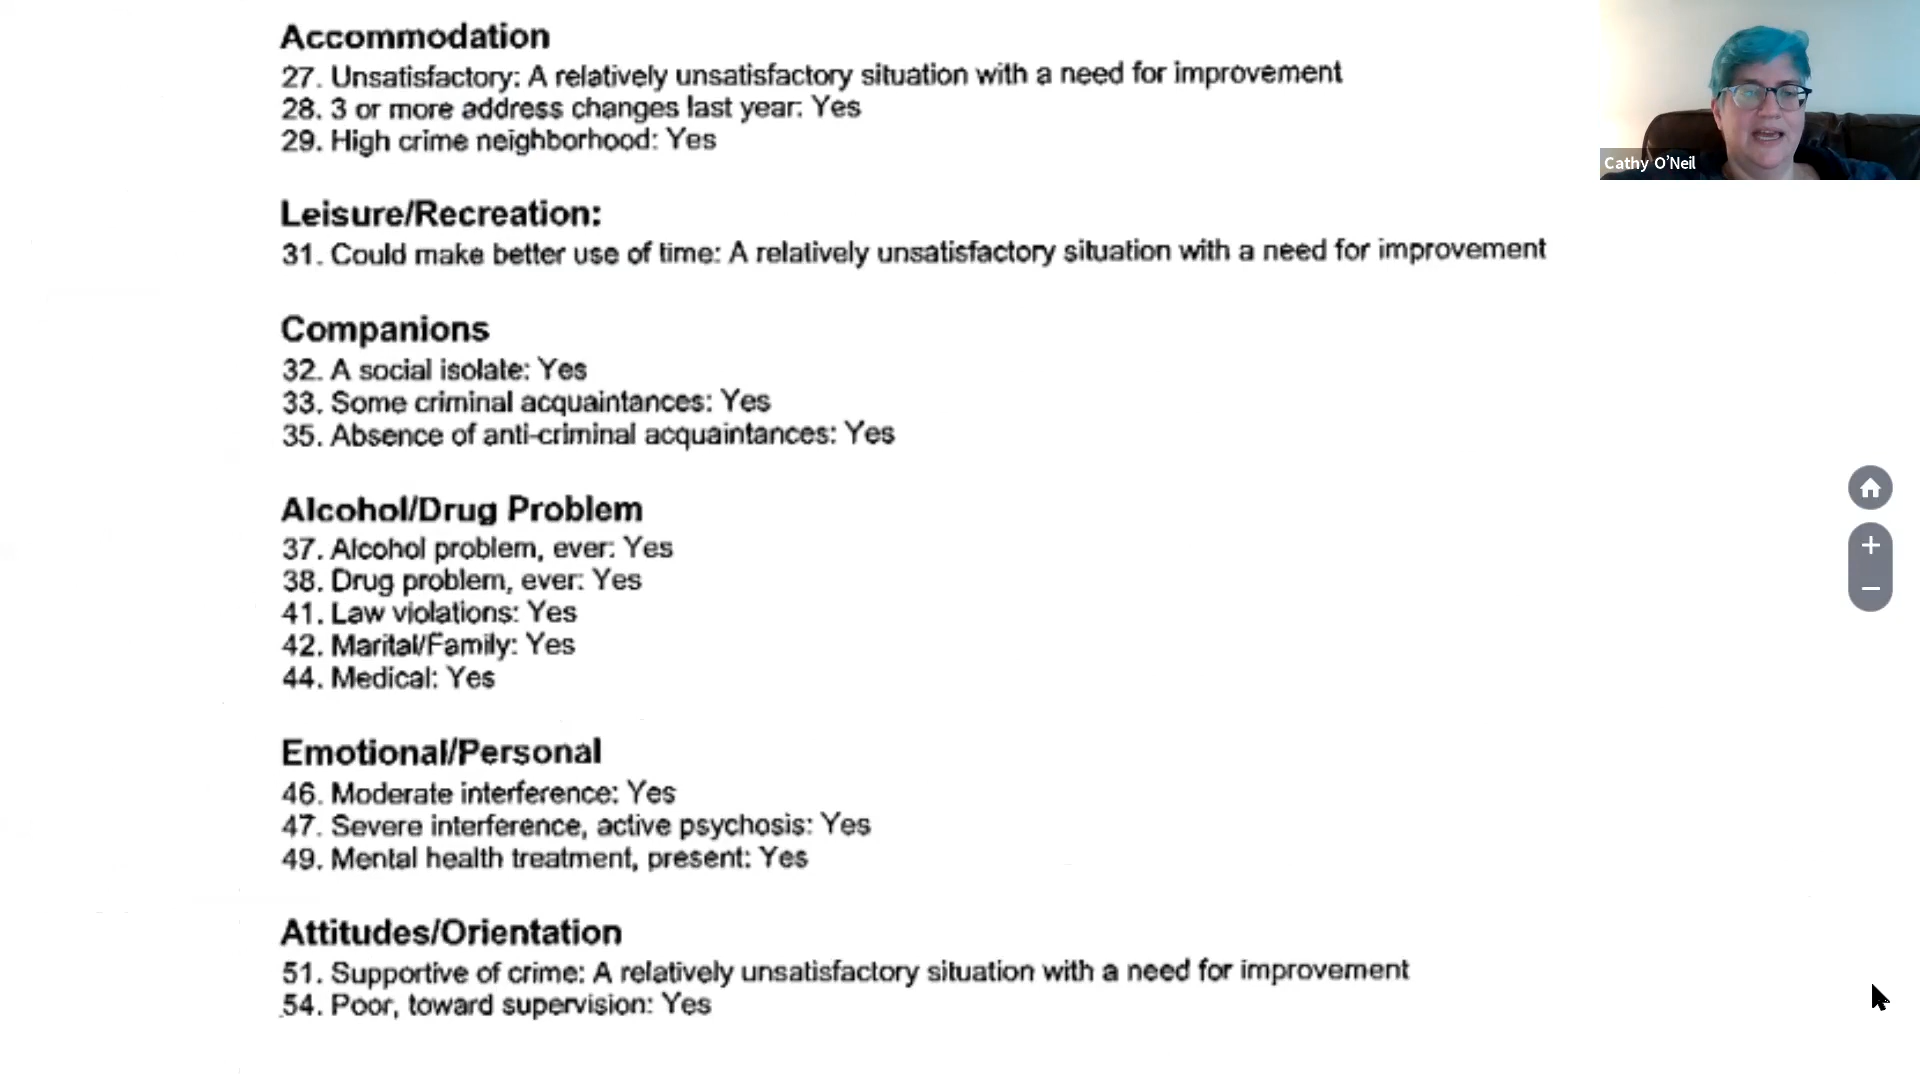 Accommodation
27. Unsatisfactory: A relatively unsatisfactory situation with a need for improvement
28. 3 or more address changes last year: Yes
29. High crime neighborhood: Yes
Leisure/Recreation:
31. Could make better use of time: A relatively unsatisfactory situation with a need for improvement
Companions
32. A social isolate: Yes
33. Some criminal acquaintances: Yes
35. Absence of anti-criminal acquaintances: Yes
Alcohol/Drug Problem
37. Alcohol problem, ever: Yes
38. Drug problem, ever: Yes
41. Law violations: Yes
42. Marital/Family: Yes
44. Medical: Yes
Emotional/Personal
46. Moderate interference: Yes
47. Severe interference, active psychosis: Yes
49. Mental health treatment, present: Yes
Attitudes/Orientation
51. Supportive of crime: A relatively unsatisfactory situation with a need for improvement
54. Poor, toward supervision: Yes
Cathy O'Neil